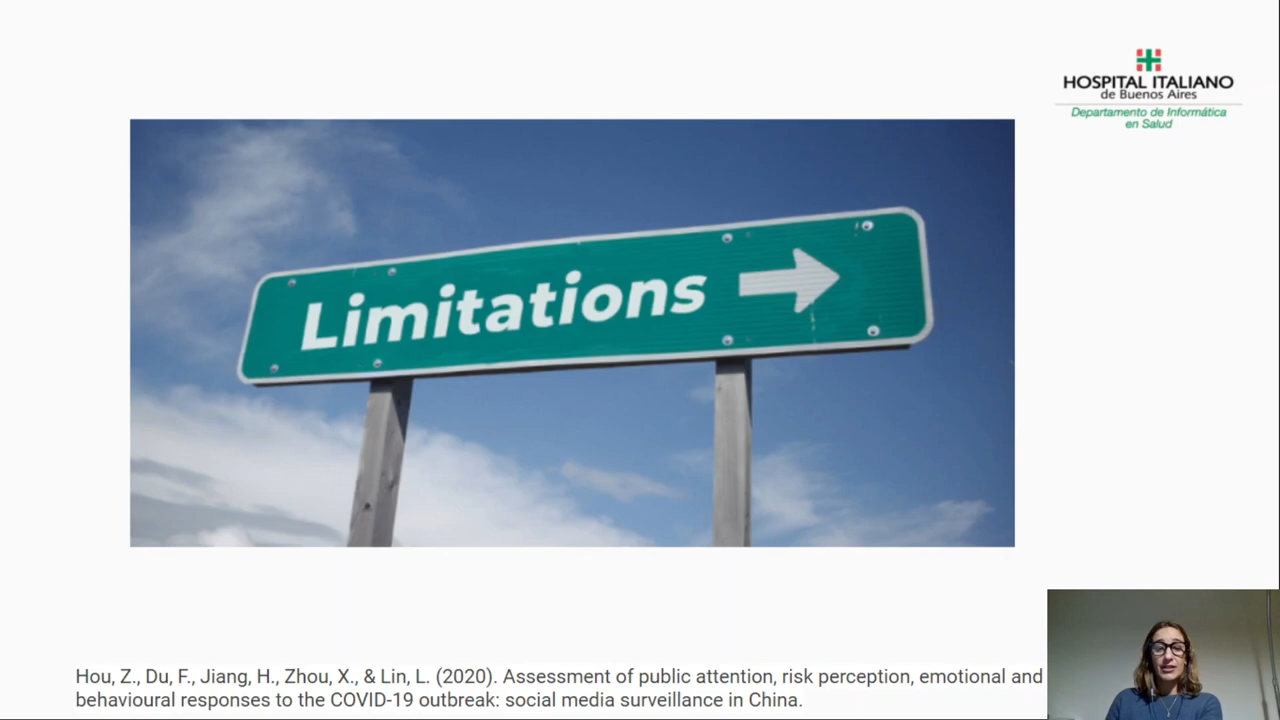 HOSPITAL ITALIANO
de Buenos Aires
Departamento de Informática
en Salud
Limitations
Hou, Z., Du, F., Jiang, H., Zhou, X., & Lin, L. (2020). Assessment of public attention, risk perception, emotional and
behavioural responses to the COVID-19 outbreak: social media surveillance in China.